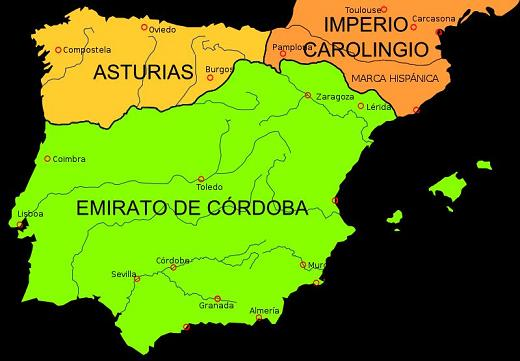 Toulouse
IMPERIO
CAROLINGIO
Carcasona
Oviedo
Compostela
Pamplona
ASTURIAS
Burgos
MARCA HISPÁNICA
Zaragoza
Lérida
Coimbra
Toledo
EMIRATO DE CÓRDOBA
Lisboa
Córdoba
Murc
Sevilla
Granada
Almería